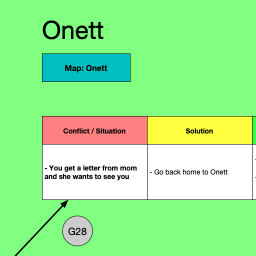 Onett
Map: Onett
Conflict / Situation
Solution
- You get a letter from mom
and she wants to see you
- Go back home to Onett
G28